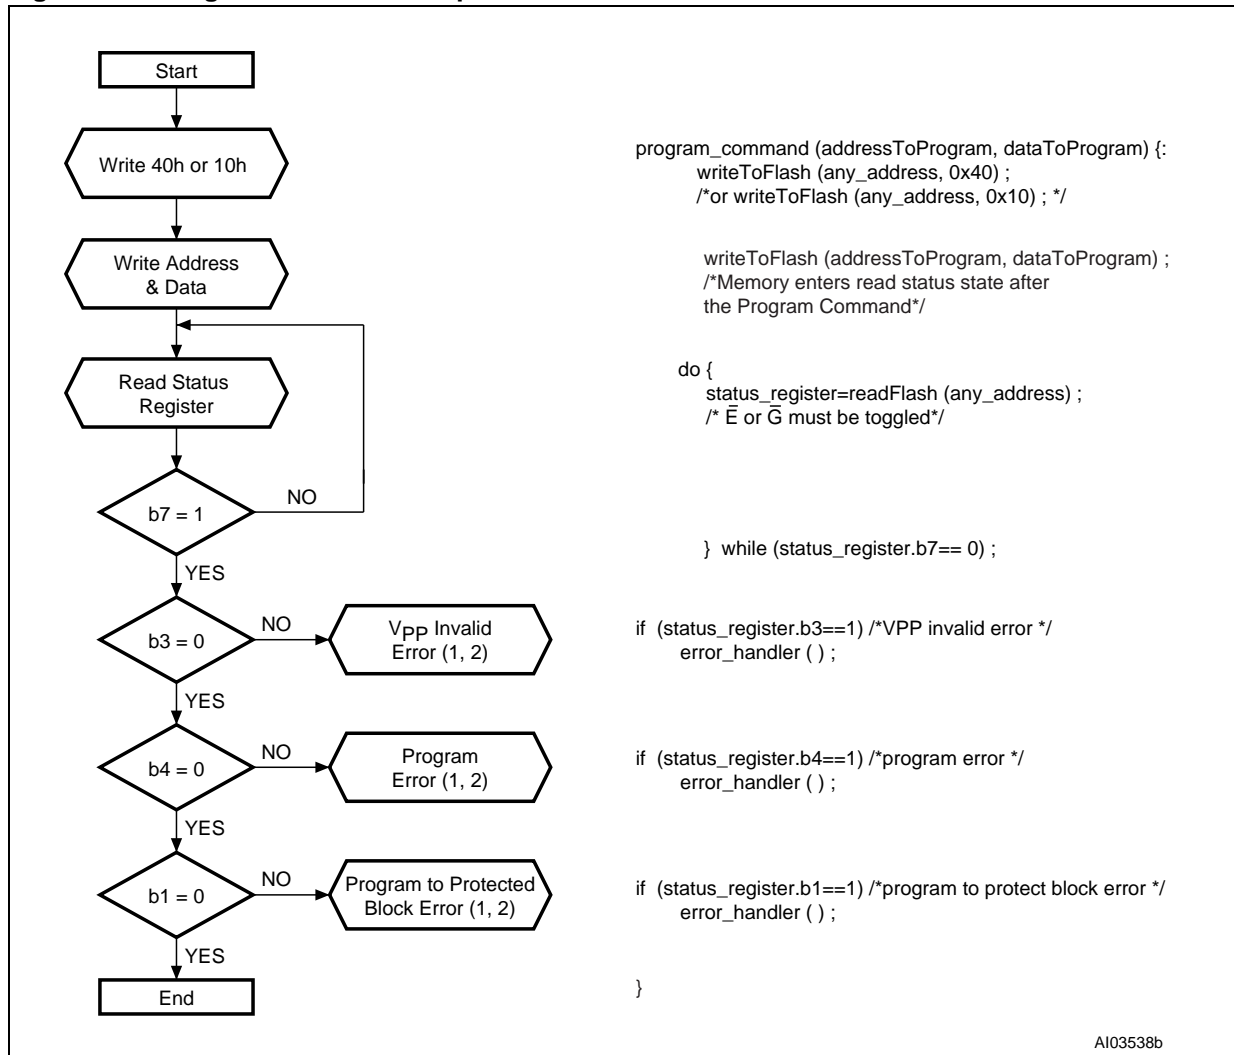 Start
Write 40h or 10h
Write Address
& Data
Read Status
Register
b7 = 1
NO
YES
b3 = 0
NO
VPP Invalid
Error (1, 2)
YES
b4 = 0
NO
Program
Error (1, 2)
YES
b1 = 0
NO
Program to Protected
Block Error (1, 2)
YES
End
program_command (addressToProgram, dataToProgram) {:
writeToFlash (any_address, 0x40) ;
/*or writeToFlash (any_address, 0x10) ; */
writeToFlash (addressToProgram, dataToProgram) ;
/*Memory enters read status state after
the Program Command*/
do {
status_register=readFlash (any_address) ;
/* E̅ or G̅ must be toggled*/
} while (status_register.b7== 0) ;
if (status_register.b3==1) /*VPP invalid error */
error_handler ( ) ;
if (status_register.b4==1) /*program error */
error_handler ( ) ;
if (status_register.b1==1) /*program to protect block error */
error_handler ( ) ;
}
AI03538b